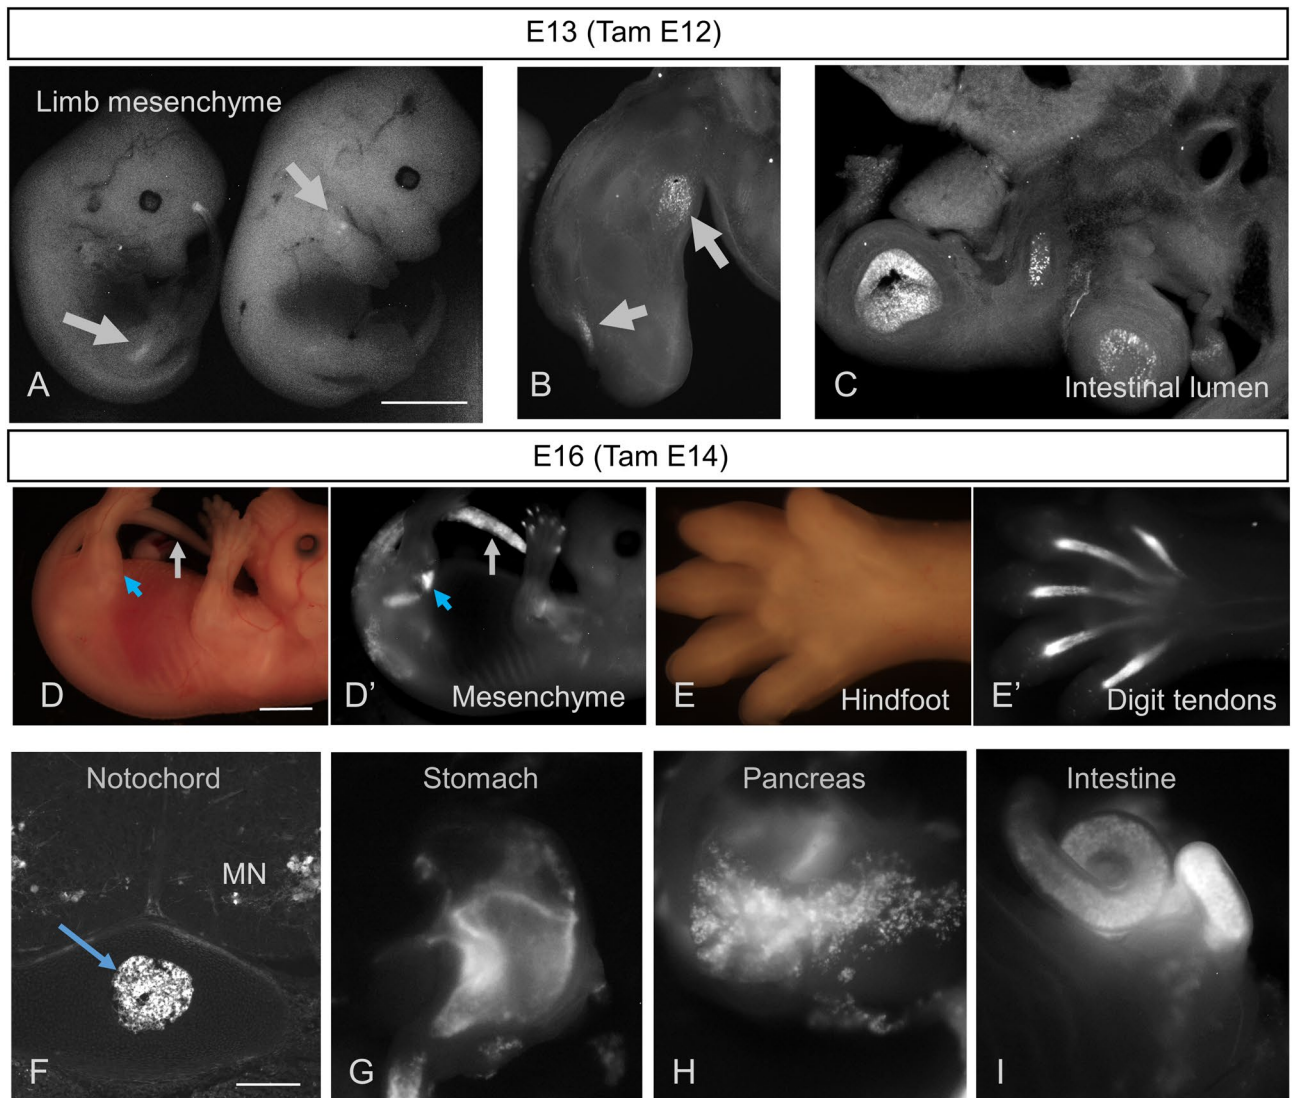 E13 (Tam E12)
Limb mesenchyme
A
B
C
Intestinal lumen
E16 (Tam E14)
D
D’
Mesenchyme
E
Hindfoot
E’
Digit tendons
Notochord
MN
F
Stomach
G
Pancreas
H
Intestine
I